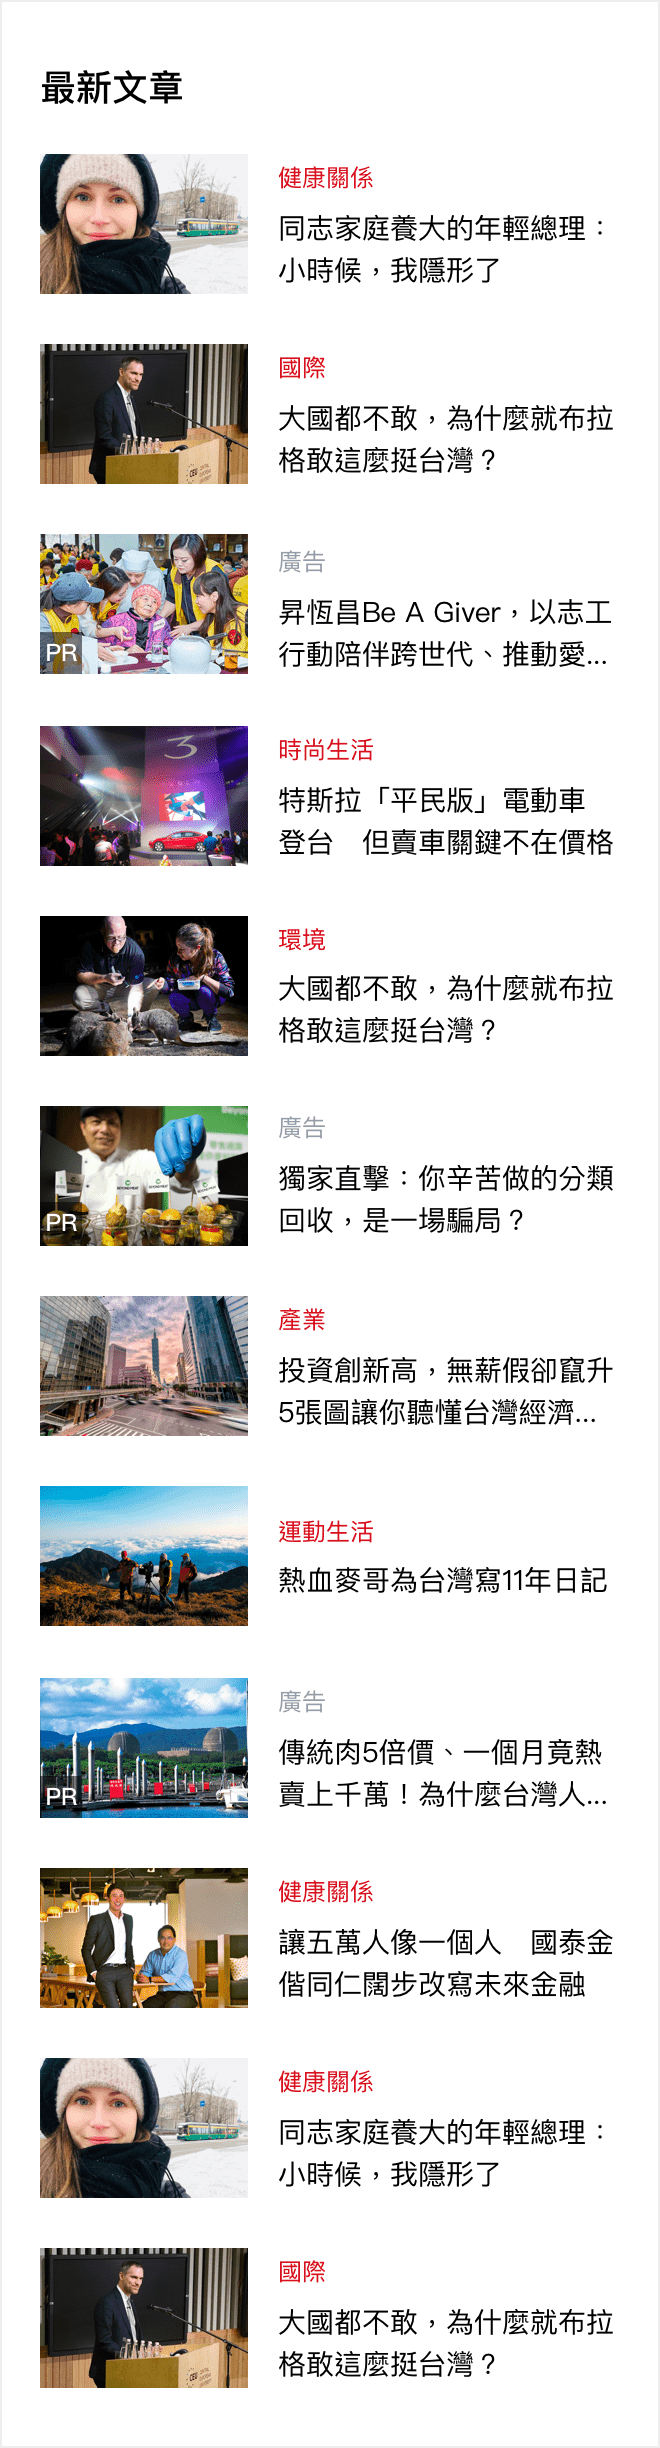 最新文章
健康關係
同志家庭養大的年輕總理：
小時候，我隱形了
國際
大國都不敢，為什麼就布拉
格敢這麼挺台灣？
CEU
廣告
昇恆昌Be A Giver，以志工
行動陪伴跨世代、推動愛...
PR
時尚生活
特斯拉「平民版」電動車
登台　但賣車關鍵不在價格
3
環境
大國都不敢，為什麼就布拉
格敢這麼挺台灣？
廣告
獨家直擊：你辛苦做的分類
回收，是一場騙局？
PR
產業
投資創新高，無薪假卻竄升
5張圖讓你聽懂台灣經濟...
運動生活
熱血麥哥為台灣寫11年日記
廣告
傳統肉5倍價、一個月竟熱
賣上千萬！為什麼台灣人...
PR
健康關係
讓五萬人像一個人　國泰金
偕同仁闊步改寫未來金融
健康關係
同志家庭養大的年輕總理：
小時候，我隱形了
國際
大國都不敢，為什麼就布拉
格敢這麼挺台灣？
CEU